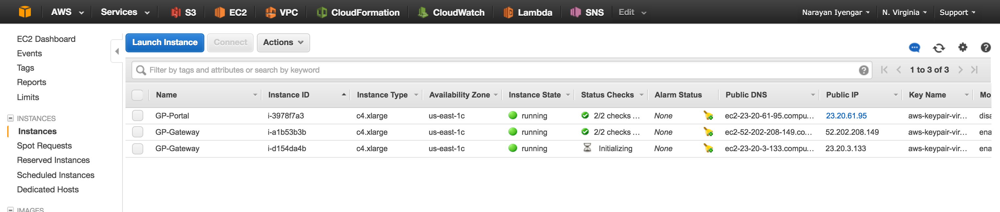 AWS Services S3 EC2 VPC CloudFormation CloudWatch Lambda SNS Edit Narayan Iyengar N. Virginia Support
EC2 Dashboard
Events
Tags
Reports
Limits
INSTANCES
Instances
Spot Requests
Reserved Instances
Scheduled Instances
Dedicated Hosts
IMAGES
Launch Instance Connect Actions
Filter by tags and attributes or search by keyword 1 to 3 of 3
Name Instance ID Instance Type Availability Zone Instance State Status Checks Alarm Status Public DNS Public IP Key Name Mo
GP-Portal i-3978f7a3 c4.xlarge us-east-1c running 2/2 checks ... None ec2-23-20-61-95.compu... 23.20.61.95 aws-keypair-vir... disa
GP-Gateway i-a1b53b3b c4.xlarge us-east-1c running 2/2 checks ... None ec2-52-202-208-149.co... 52.202.208.149 aws-keypair-vir... ena
GP-Gateway i-d154da4b c4.xlarge us-east-1c running Initializing None ec2-23-20-3-133.compu... 23.20.3.133 aws-keypair-vir... ena